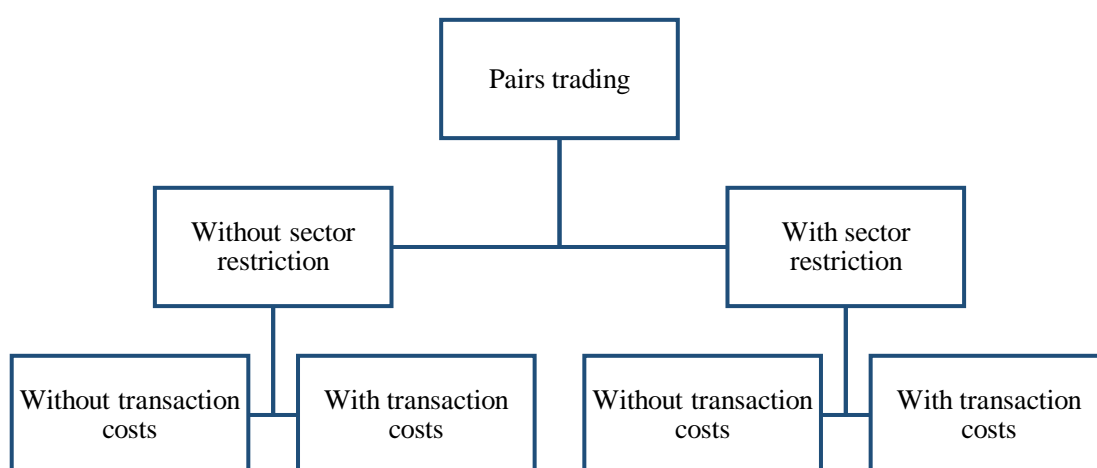 Pairs trading
Without sector
restriction
With sector
restriction
Without transaction
costs
With transaction
costs
Without transaction
costs
With transaction
costs